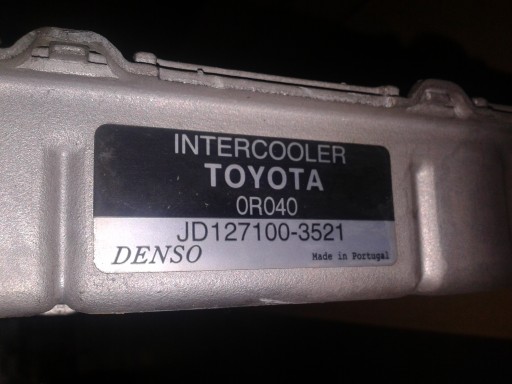 INTERCOOLER
TOYOTA
0R040
JD127100-3521
DENSO Made in Portugal